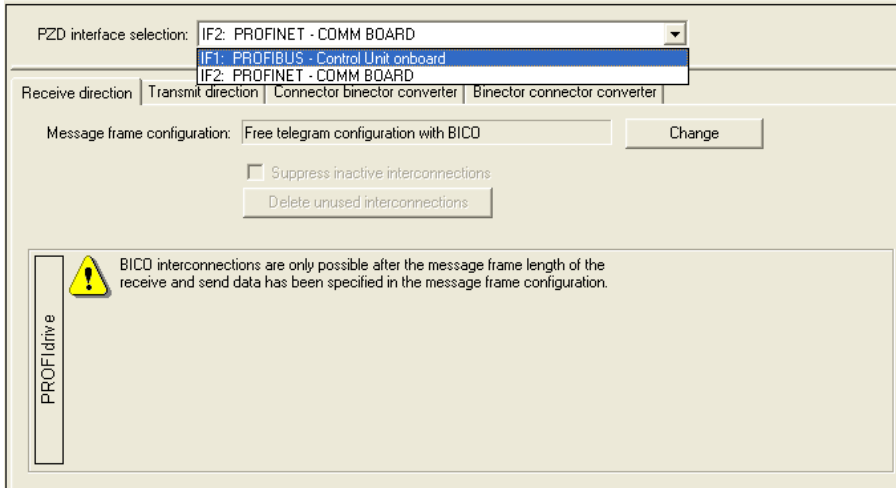 PZD interface selection: IF2: PROFINET - COMM BOARD
IF1: PROFIBUS - Control Unit onboard
IF2: PROFINET - COMM BOARD
Receive direction Transmit direction Connector binector converter Binector connector converter
Message frame configuration: Free telegram configuration with BICO Change
Suppress inactive interconnections
Delete unused interconnections
BICO interconnections are only possible after the message frame length of the
receive and send data has been specified in the message frame configuration.
PROFIdrive